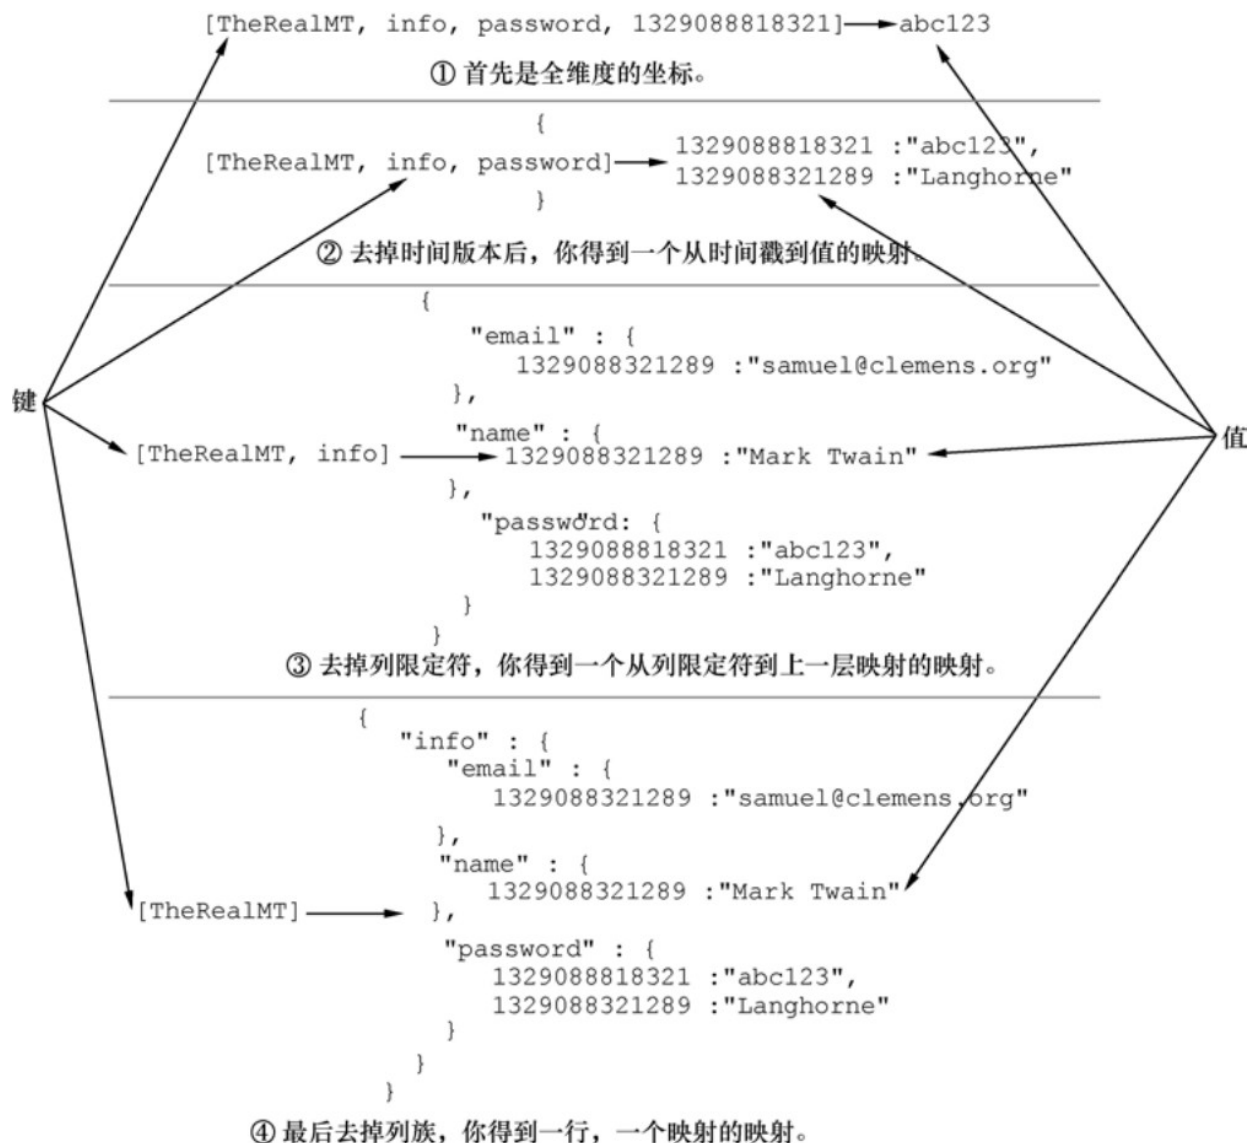 [TheRealMT, info, password, 1329088818321] abc123
① 首先是全维度的坐标。
{
[TheRealMT, info, password] 1329088818321 :"abc123",
1329088321289 :"Langhorne"
}
② 去掉时间版本后，你得到一个从时间戳到值的映射。
{
"email" : {
1329088321289 :"samuel@clemens.org"
},
键
"name" : {
[TheRealMT, info] 1329088321289 :"Mark Twain"
值
},
"password: {
1329088818321 :"abc123",
1329088321289 :"Langhorne"
}
}
③ 去掉列限定符，你得到一个从列限定符到上一层映射的映射。
{
"info" : {
"email" : {
1329088321289 :"samuel@clemens.org"
},
"name" : {
1329088321289 :"Mark Twain"
[TheRealMT] },
"password" : {
1329088818321 :"abc123",
1329088321289 :"Langhorne"
}
}
}
④ 最后去掉列族，你得到一行，一个映射的映射。